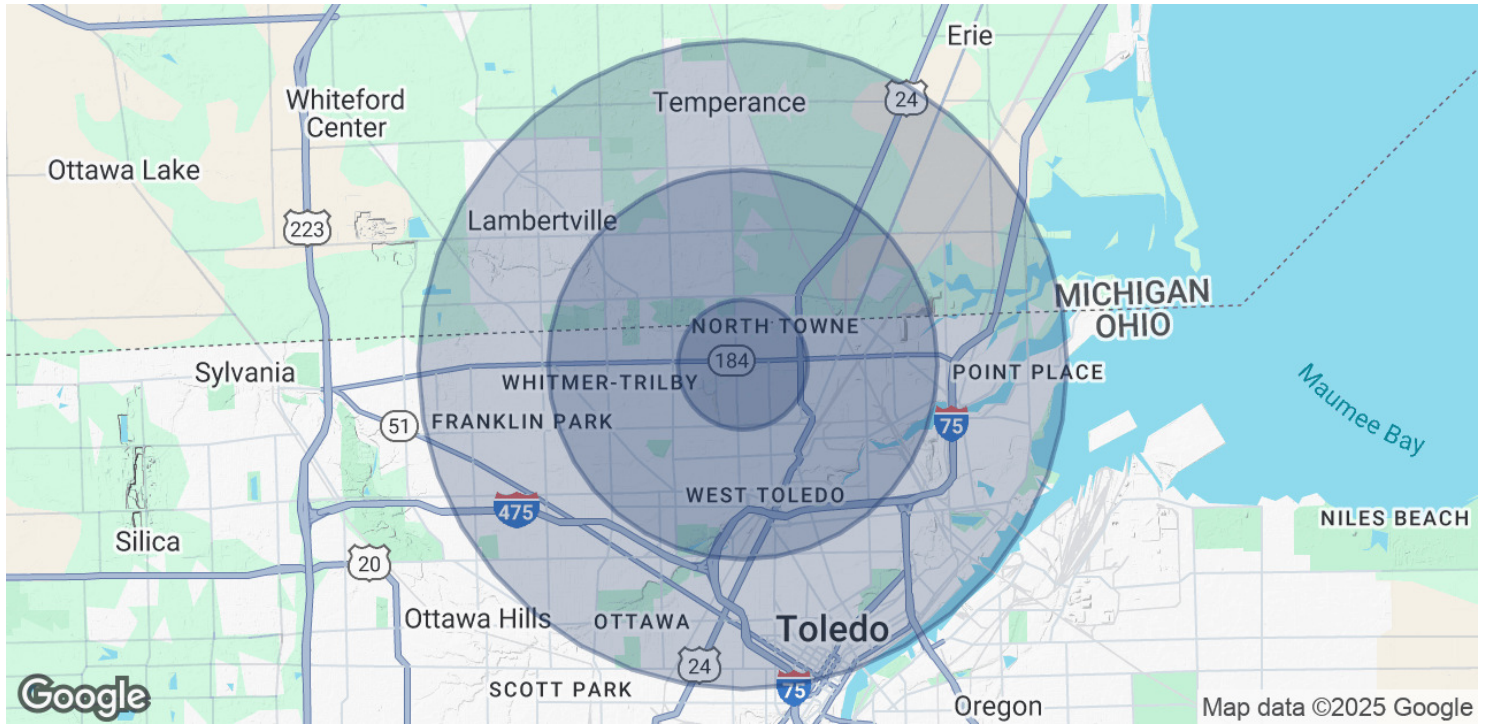 Erie
24
Whiteford
Center
Temperance
Ottawa Lake
Lambertville
223
MICHIGAN
OHIO
NORTH TOWNE
184
Sylvania
WHITMER-TRILBY
POINT PLACE
Maumee Bay
51
FRANKLIN PARK
75
WEST TOLEDO
475
NILES BEACH
Silica
20
Ottawa Hills
OTTAWA
Toledo
24
SCOTT PARK
75
Oregon
Google
Map data ©2025 Google